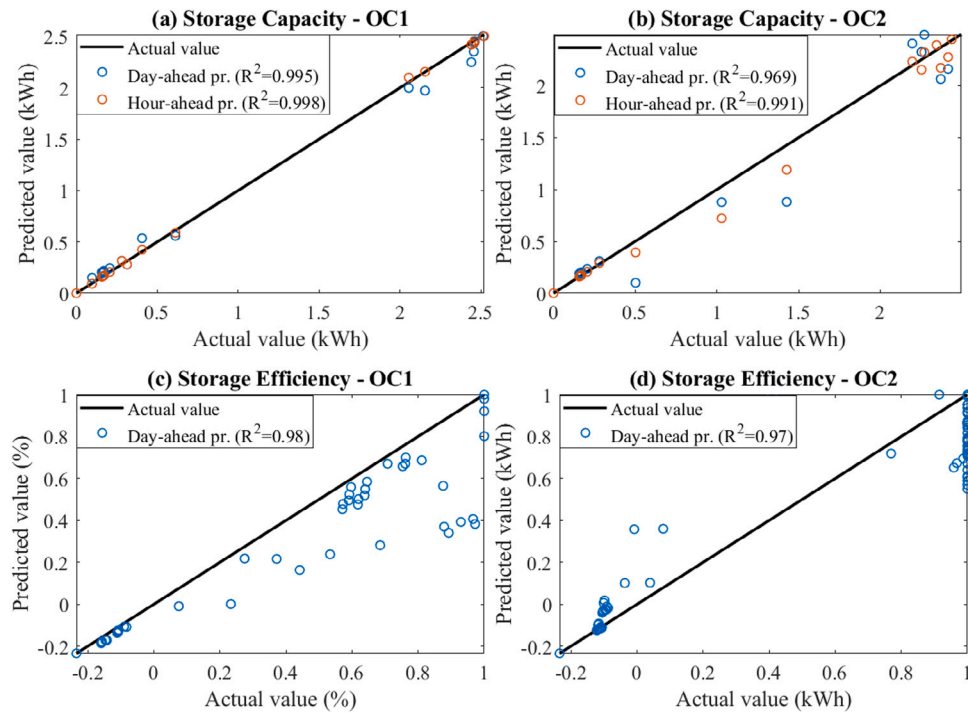 (a) Storage Capacity - OC1
2.5
2
1.5
1
0.5
0
Predicted value (kWh)
Actual value
Day-ahead pr. (R²=0.995)
Hour-ahead pr. (R²=0.998)
0 0.5 1 1.5 2 2.5
Actual value (kWh)
(b) Storage Capacity - OC2
2.5
2
1.5
1
0.5
0
Predicted value (kWh)
Actual value
Day-ahead pr. (R²=0.969)
Hour-ahead pr. (R²=0.991)
0 0.5 1 1.5 2
Actual value (kWh)
(c) Storage Efficiency - OC1
1
0.8
0.6
0.4
0.2
0
-0.2
Predicted value (%)
Actual value
Day-ahead pr. (R²=0.98)
-0.2 0 0.2 0.4 0.6 0.8 1
Actual value (%)
(d) Storage Efficiency - OC2
1
0.8
0.6
0.4
0.2
0
-0.2
Predicted value (kWh)
Actual value
Day-ahead pr. (R²=0.97)
-0.2 0 0.2 0.4 0.6 0.8 1
Actual value (kWh)